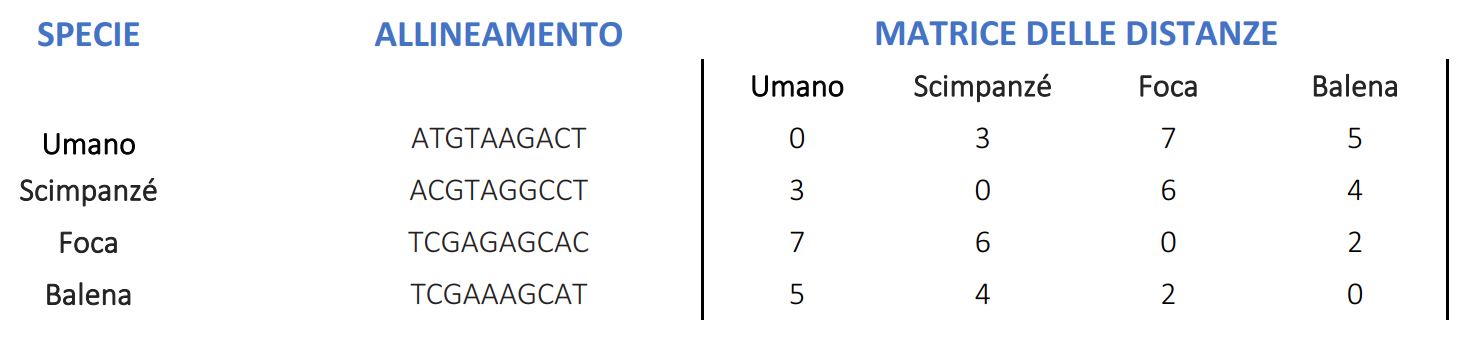 SPECIE ALLINEAMENTO MATRICE DELLE DISTANZE
Umano Scimpanzé Foca Balena
Umano ATGTAAGACT 0 3 7 5
Scimpanzé ACGTAGGCCT 3 0 6 4
Foca TCGAGAGCAC 7 6 0 2
Balena TCGAAAGCAT 5 4 2 0